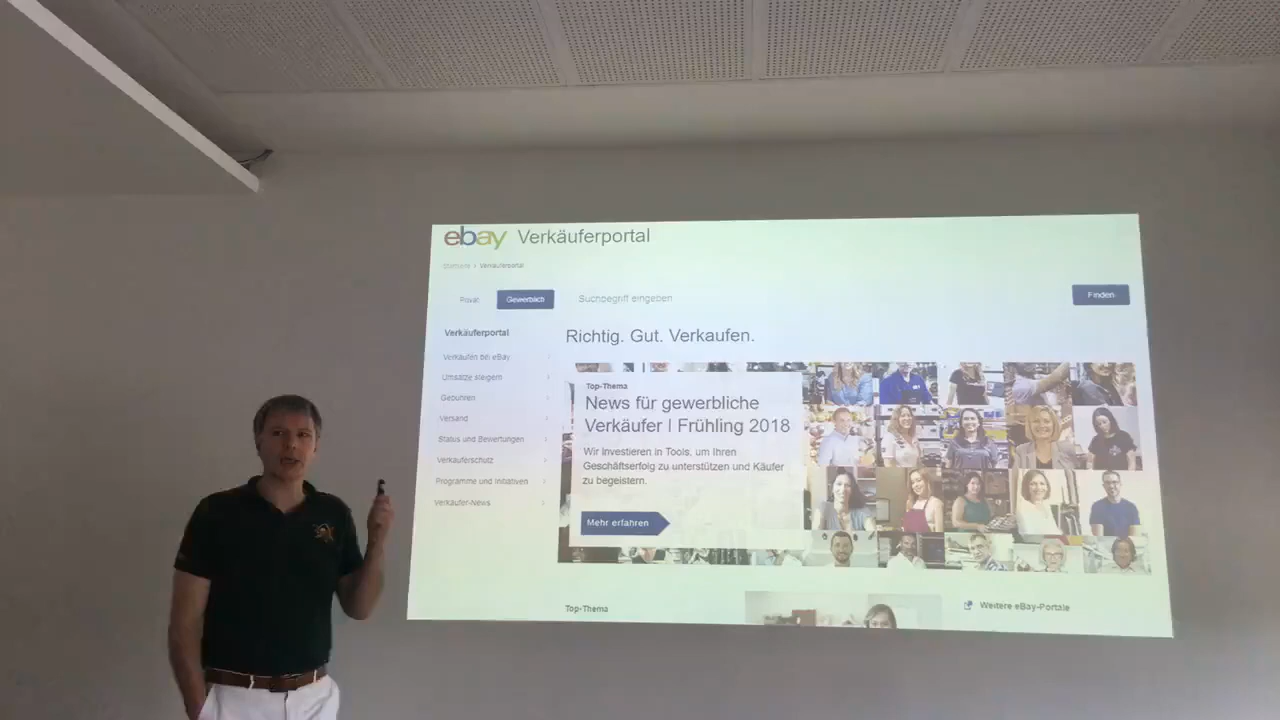 ebay Verkäuferportal
Startseite > Verkäuferportal
Privat
Gewerblich
Suchbegriff eingeben
Finden
Verkäuferportal
Verkaufen bei eBay
Umsätze steigern
Gebühren
Versand
Status und Bewertungen
Verkäuferschutz
Programme und Initiativen
Verkäufer-News
Richtig. Gut. Verkaufen.
Top-Thema
News für gewerbliche
Verkäufer | Frühling 2018
Wir investieren in Tools, um Ihren
Geschäftserfolg zu unterstützen und Käufer
zu begeistern.
Mehr erfahren
Top-Thema
Weitere eBay-Portale